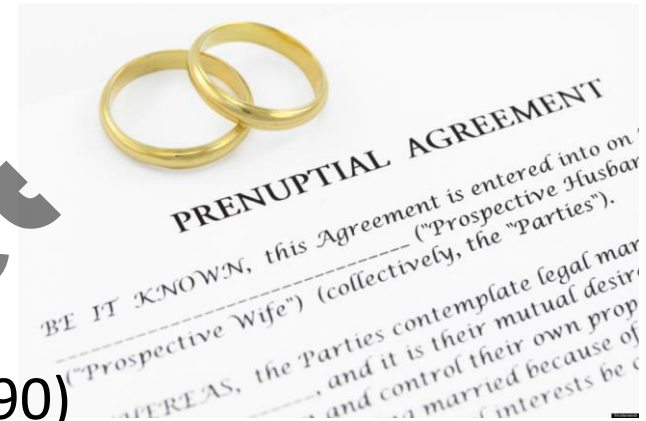 PRENUPTIAL AGREEMENT
BE IT KNOWN, this Agreement is entered into on
("Prospective Husban
("Prospective Wife") (collectively, the "Parties").
WHEREAS, the Parties contemplate legal mar
, and it is their mutual desire
and control their own prop
married because of
interests be
90)